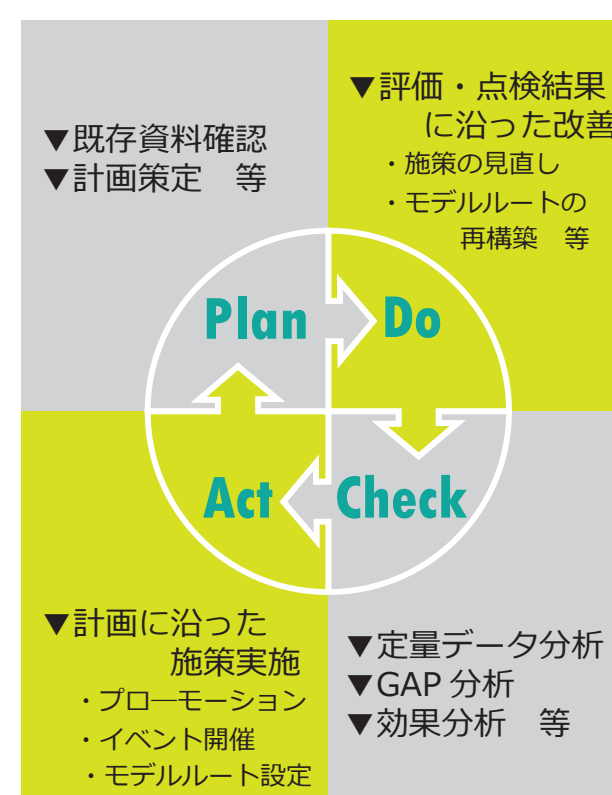 ▼既存資料確認
▼計画策定　等
▼評価・点検結果
に沿った改善
・施策の見直し
・モデルルートの
再構築　等
Plan
Do
Act
Check
▼計画に沿った
施策実施
・プロ―モーション
・イベント開催
・モデルルート設定
▼定量データ分析
▼GAP 分析
▼効果分析　等